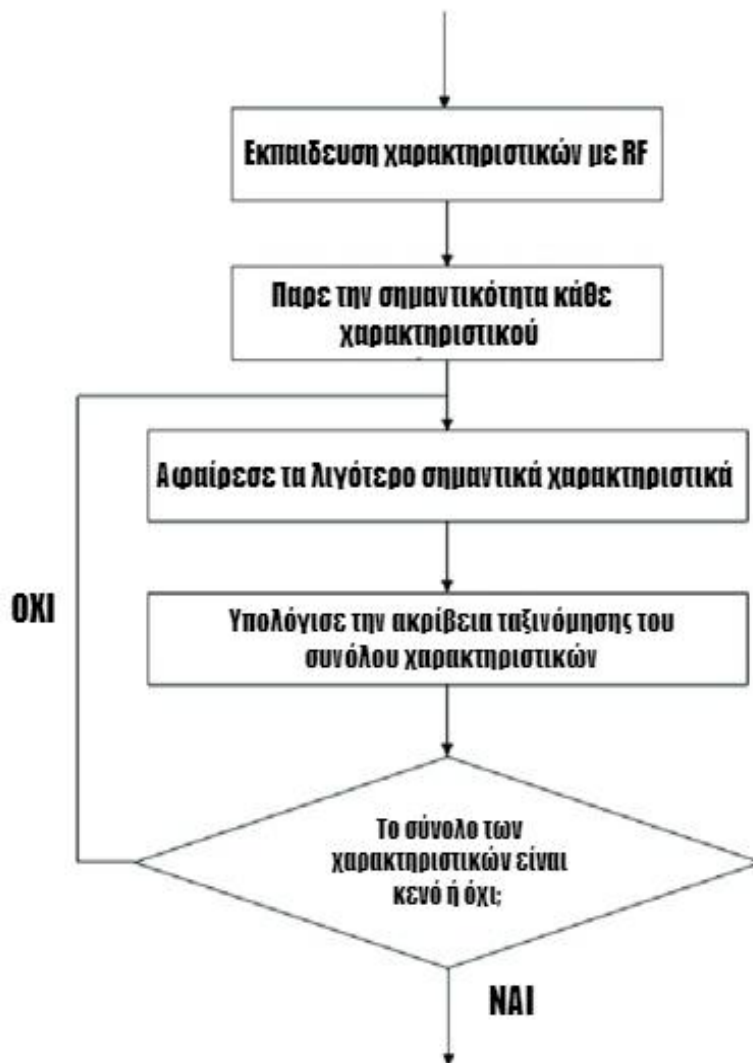 Εκπαιδευση χαρακτηριστικών με RF
Παρε την σημαντικότητα κάθε
χαρακτηριστικού
Αφαίρεσε τα λιγότερο σημαντικά χαρακτηριστικά
Υπολόγισε την ακρίβεια ταξινόμησης του
συνόλου χαρακτηριστικών
ΟΧΙ
Το σύνολο των
χαρακτηριστικών είναι
κενό ή όχι;
ΝΑΙ